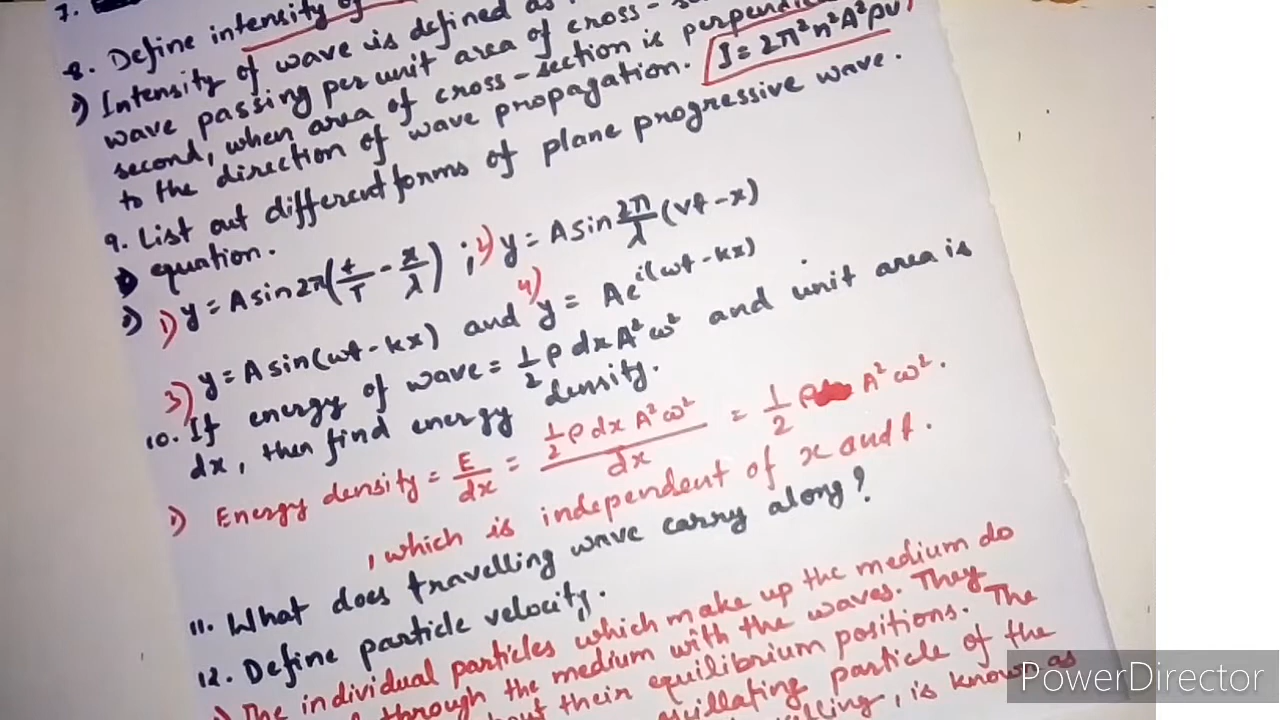 7.
8. Define intensity of
i) Intensity of wave is defined as
wave passing per unit area of cross-
second, when area of cross-section is
to the direction of wave propagation. I = 2π²n²A²ρv
9. List out different forms of plane progressive wave.
equation.
i) 1) y = A sin 2π (t/T - x/λ) ; 2) y = A sin 2π/λ (vt - x)
3) y = A sin(ωt - kx) and 4) y = Ae^i(ωt - kx)
10. If energy of wave = 1/2 ρ dx A² ω² and unit area is
dx, then find energy density.
i) Energy density = E/dx = 1/2 ρ dx A² ω² / dx = 1/2 ρ A² ω².
, which is independent of x and t.
11. What does travelling wave carry along?
12. Define particle velocity.
i) The individual particles which make up the medium do
through the medium with the waves. They
their equilibrium positions. The
particle of the
, is known as
PowerDirector